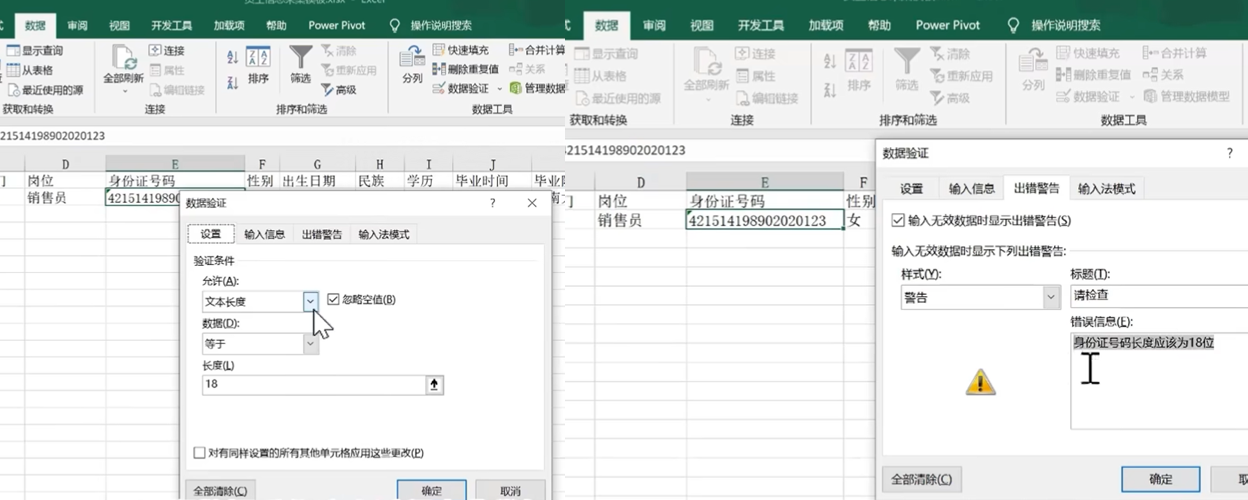 数据 审阅 视图 开发工具 加载项 帮助 Power Pivot 操作说明搜索
显示查询 连接 清除 快速填充 合并计算
从表格 全部刷新 属性 排序 筛选 重新应用 分列 删除重复值 关系
最近使用的源 编辑链接 高级 数据验证 管理数据
获取和转换 连接 排序和筛选 数据工具
21514198902020123
D E F G H I J
岗位 身份证号码 性别 出生日期 民族 学历 毕业时间
销售员 4215141989
数据验证
设置 输入信息 出错警告 输入法模式
验证条件
允许(A):
文本长度 忽略空值(B)
数据(D):
等于
长度(L)
18
对有同样设置的所有其他单元格应用这些更改(P)
全部清除(C) 确定 取消
数据 审阅 视图 开发工具 加载项 帮助 Power Pivot 操作说明搜索
显示查询 连接 清除 快速填充 合并计算
从表格 全部刷新 属性 排序 筛选 重新应用 分列 删除重复值 关系
最近使用的源 编辑链接 高级 数据验证 管理数据模型
获取和转换 连接 排序和筛选 数据工具
21514198902020123
D E F
岗位 身份证号码 性别
销售员 421514198902020123 女
数据验证 ?
设置 输入信息 出错警告 输入法模式
输入无效数据时显示出错警告(S)
输入无效数据时显示下列出错警告:
样式(Y): 标题(T):
警告 请检查
错误信息(E):
身份证号码长度应该为18位
全部清除(C) 确定